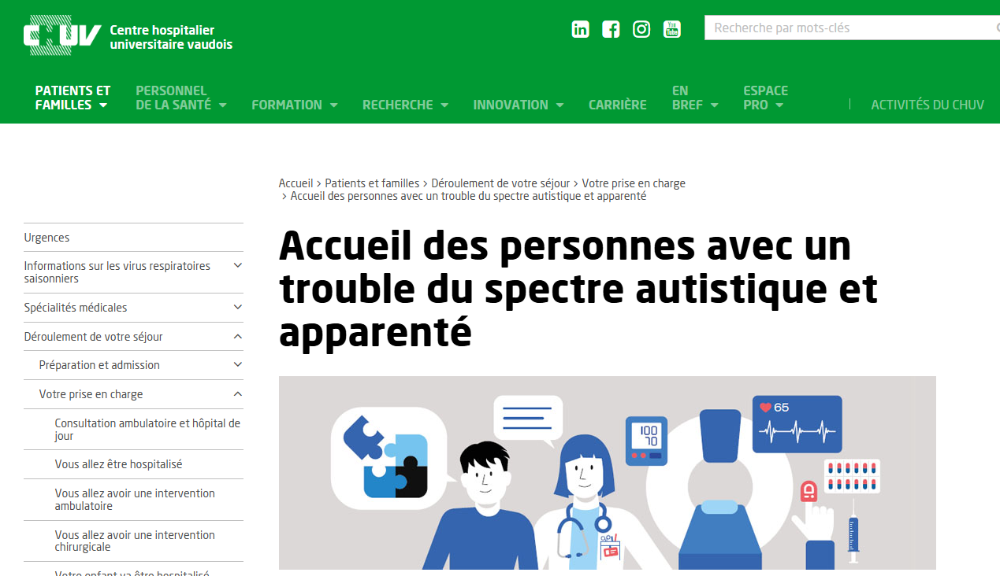 CHUV
Centre hospitalier
universitaire vaudois
You
Tube
Recherche par mots-clés
PATIENTS ET
FAMILLES
PERSONNEL
DE LA SANTÉ
FORMATION
RECHERCHE
INNOVATION
CARRIÈRE
EN
BREF
ESPACE
PRO
ACTIVITÉS DU CHUV
Accueil > Patients et familles > Déroulement de votre séjour > Votre prise en charge
> Accueil des personnes avec un trouble du spectre autistique et apparenté
Urgences
Informations sur les virus respiratoires
saisonniers
Spécialités médicales
Déroulement de votre séjour
Préparation et admission
Votre prise en charge
Consultation ambulatoire et hôpital de
jour
Vous allez être hospitalisé
Vous allez avoir une intervention
ambulatoire
Vous allez avoir une intervention
chirurgicale
Votre enfant va être hospitalisé
Accueil des personnes avec un
trouble du spectre autistique et
apparenté
100
70
65